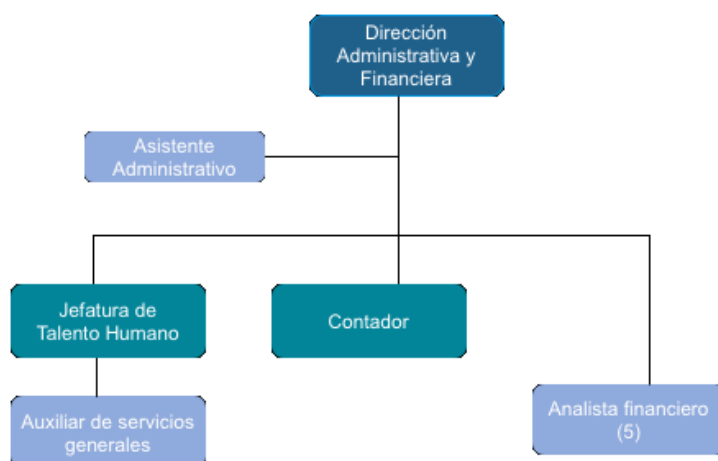 Dirección
Administrativa y
Financiera
Asistente
Administrativo
Jefatura de
Talento Humano
Contador
Auxiliar de servicios
generales
Analista financiero
(5)